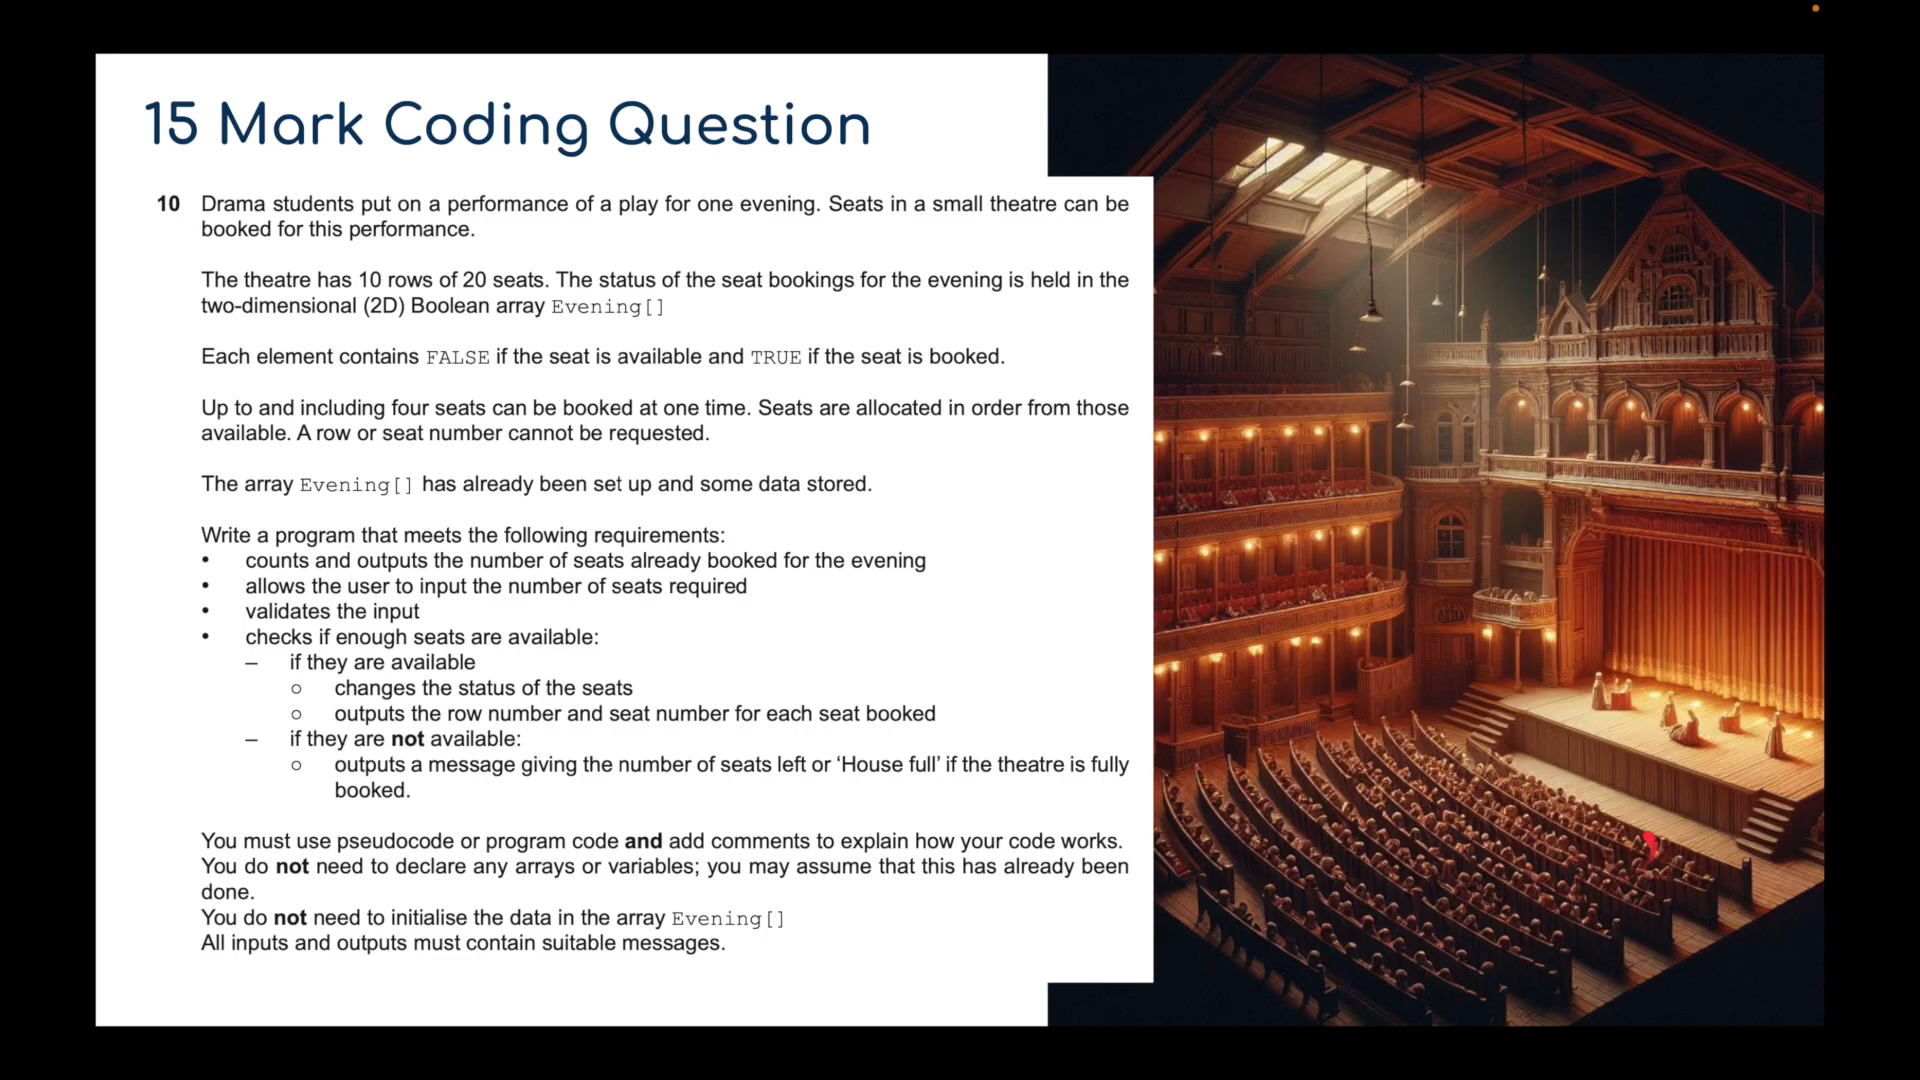 15 Mark Coding Question
10 Drama students put on a performance of a play for one evening. Seats in a small theatre can be
booked for this performance.
The theatre has 10 rows of 20 seats. The status of the seat bookings for the evening is held in the
two-dimensional (2D) Boolean array Evening[]
Each element contains FALSE if the seat is available and TRUE if the seat is booked.
Up to and including four seats can be booked at one time. Seats are allocated in order from those
available. A row or seat number cannot be requested.
The array Evening[] has already been set up and some data stored.
Write a program that meets the following requirements:
• counts and outputs the number of seats already booked for the evening
• allows the user to input the number of seats required
• validates the input
• checks if enough seats are available:
– if they are available
○ changes the status of the seats
○ outputs the row number and seat number for each seat booked
– if they are not available:
○ outputs a message giving the number of seats left or ‘House full’ if the theatre is fully
booked.
You must use pseudocode or program code and add comments to explain how your code works.
You do not need to declare any arrays or variables; you may assume that this has already been
done.
You do not need to initialise the data in the array Evening[]
All inputs and outputs must contain suitable messages.